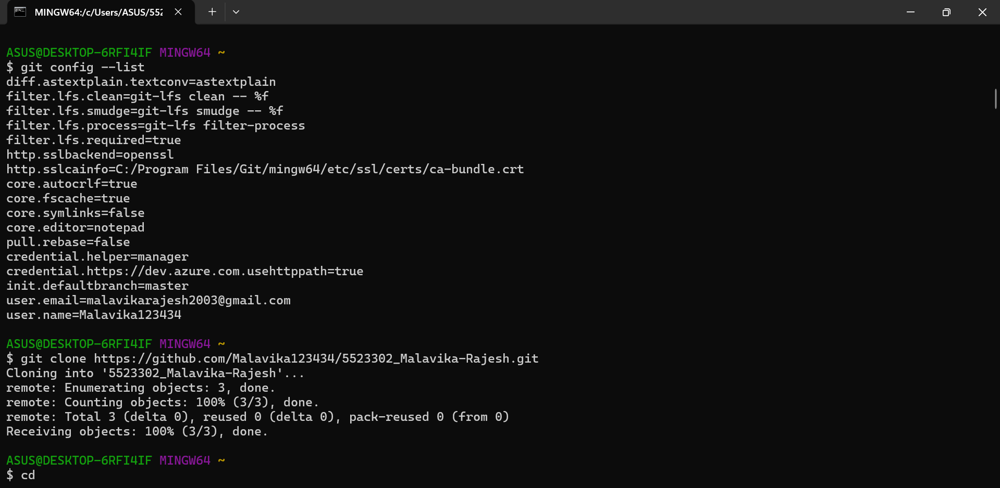 MINGW64:/c/Users/ASUS/552
ASUS@DESKTOP-6RFI4IF MINGW64 ~
$ git config --list
diff.astextplain.textconv=astextplain
filter.lfs.clean=git-lfs clean -- %f
filter.lfs.smudge=git-lfs smudge -- %f
filter.lfs.process=git-lfs filter-process
filter.lfs.required=true
http.sslbackend=openssl
http.sslcainfo=C:/Program Files/Git/mingw64/etc/ssl/certs/ca-bundle.crt
core.autocrlf=true
core.fscache=true
core.symlinks=false
core.editor=notepad
pull.rebase=false
credential.helper=manager
credential.https://dev.azure.com.usehttppath=true
init.defaultbranch=master
user.email=malavikarajesh2003@gmail.com
user.name=Malavika123434
ASUS@DESKTOP-6RFI4IF MINGW64 ~
$ git clone https://github.com/Malavika123434/5523302_Malavika-Rajesh.git
Cloning into '5523302_Malavika-Rajesh'...
remote: Enumerating objects: 3, done.
remote: Counting objects: 100% (3/3), done.
remote: Total 3 (delta 0), reused 0 (delta 0), pack-reused 0 (from 0)
Receiving objects: 100% (3/3), done.
ASUS@DESKTOP-6RFI4IF MINGW64 ~
$ cd